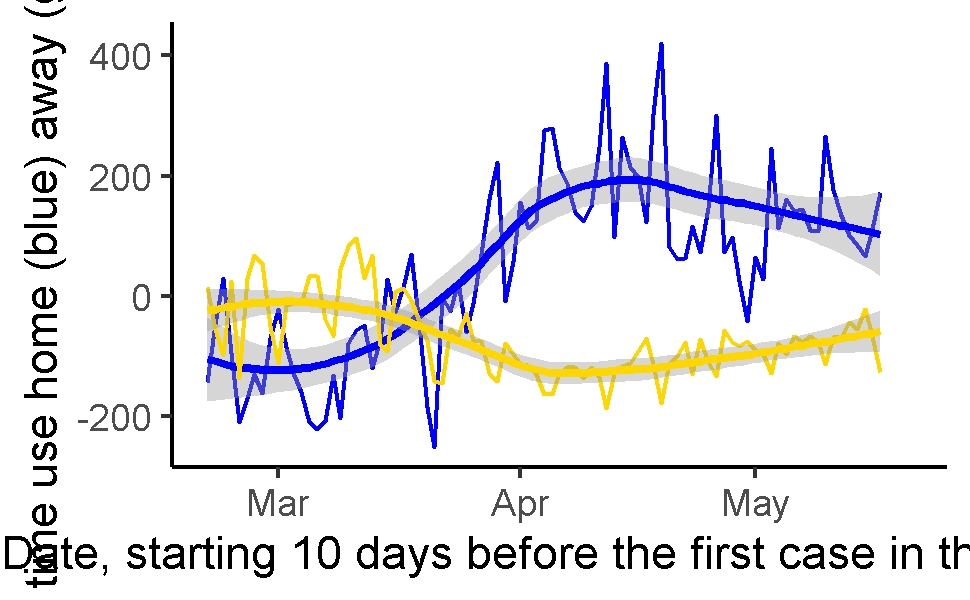 time use home (blue) away (
400
200
0
-200
Mar Apr May
Date, starting 10 days before the first case in th